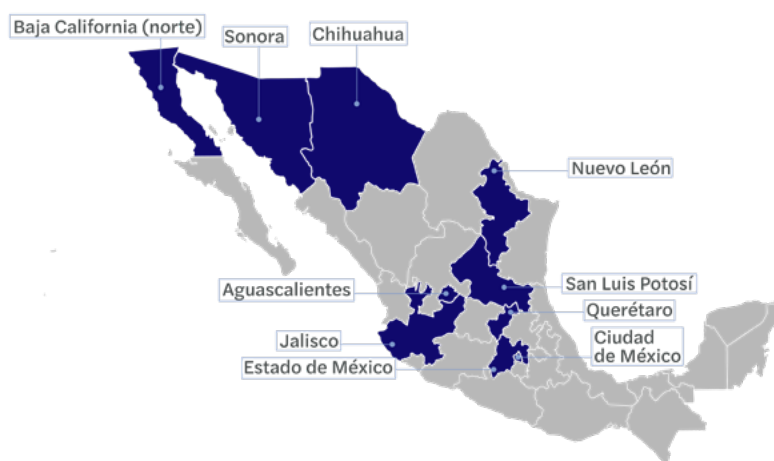 Baja California (norte)
Sonora
Chihuahua
Nuevo León
Aguascalientes
San Luis Potosí
Querétaro
Jalisco
Ciudad
de México
Estado de México